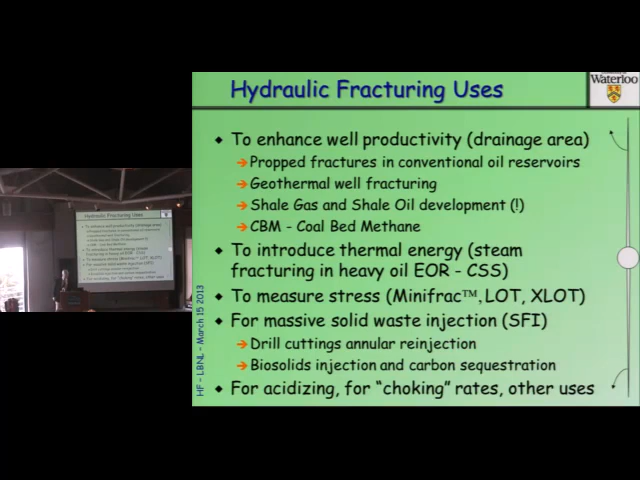 Hydraulic Fracturing Uses
Waterloo
To enhance well productivity (drainage area)
Propped fractures in conventional oil reservoirs
Geothermal well fracturing
Shale Gas and Shale Oil development (!)
CBM – Coal Bed Methane
To introduce thermal energy (steam
fracturing in heavy oil EOR - CSS)
To measure stress (Minifrac™, LOT, XLOT)
For massive solid waste injection (SFI)
Drill cuttings annular reinjection
Biosolids injection and carbon sequestration
For acidizing, for “choking” rates, other uses
HF – LBNL – March 15 2013
Hydraulic Fracturing Uses